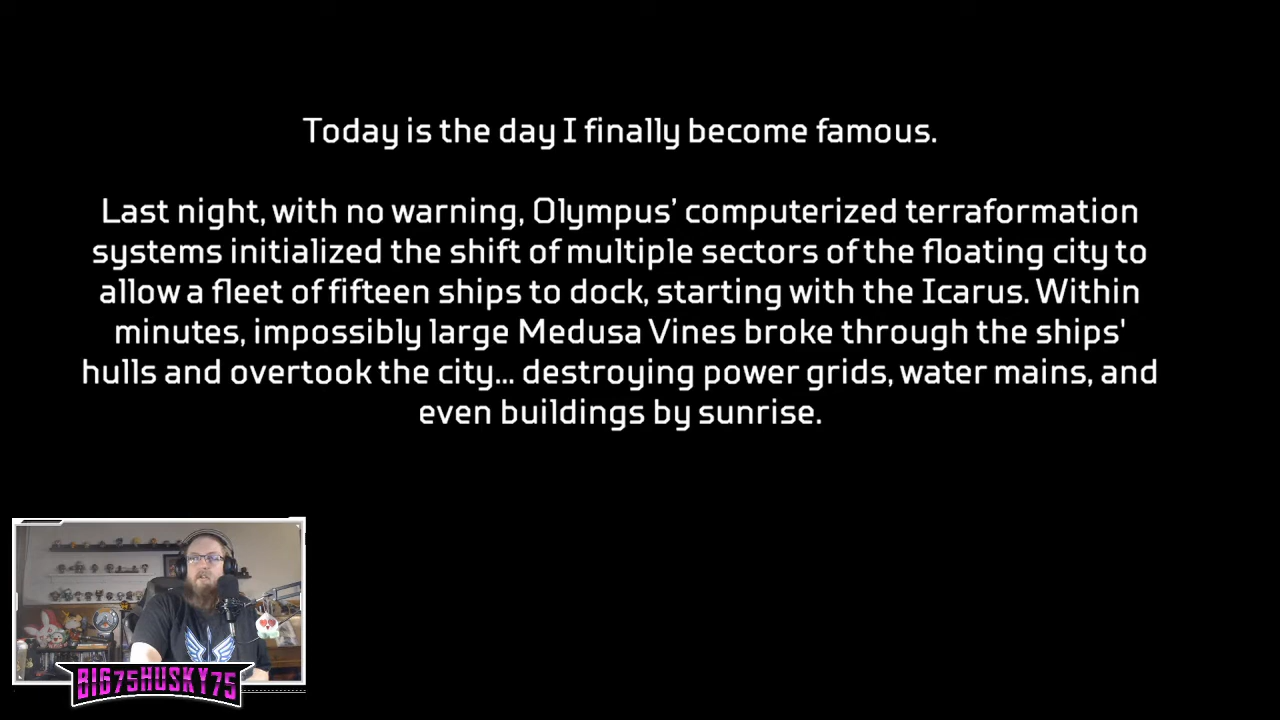 Today is the day I finally become famous.
Last night, with no warning, Olympus’ computerized terraformation
systems initialized the shift of multiple sectors of the floating city to
allow a fleet of fifteen ships to dock, starting with the Icarus. Within
minutes, impossibly large Medusa Vines broke through the ships'
hulls and overtook the city... destroying power grids, water mains, and
even buildings by sunrise.
BIG75HUSKY75